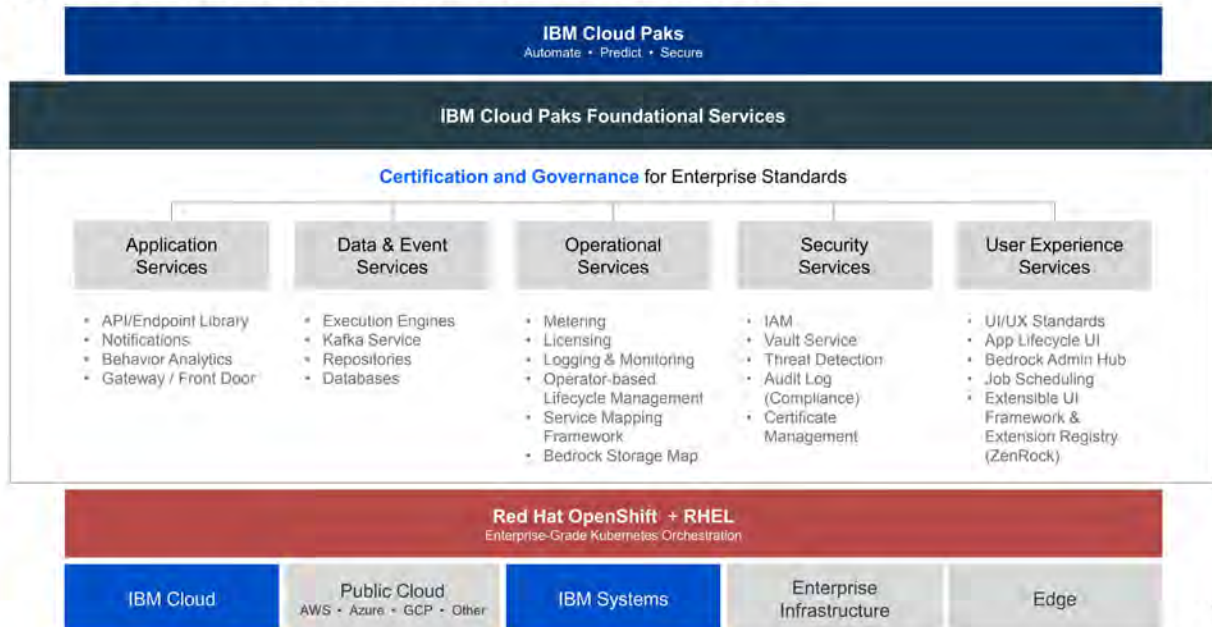 IBM Cloud Paks
Automate • Predict • Secure
IBM Cloud Paks Foundational Services
Certification and Governance for Enterprise Standards
Application
Services
• API/Endpoint Library
• Notifications
• Behavior Analytics
• Gateway / Front Door
Data & Event
Services
• Execution Engines
• Kafka Service
• Repositories
• Databases
Operational
Services
• Metering
• Licensing
• Logging & Monitoring
• Operator-based
Lifecycle Management
• Service Mapping
Framework
• Bedrock Storage Map
Security
Services
• IAM
• Vault Service
• Threat Detection
• Audit Log
(Compliance)
• Certificate
Management
User Experience
Services
• UI/UX Standards
• App Lifecycle UI
• Bedrock Admin Hub
• Job Scheduling
• Extensible UI
Framework &
Extension Registry
(ZenRock)
Red Hat OpenShift + RHEL
Enterprise-Grade Kubernetes Orchestration
IBM Cloud
Public Cloud
AWS • Azure • GCP • Other
IBM Systems
Enterprise
Infrastructure
Edge